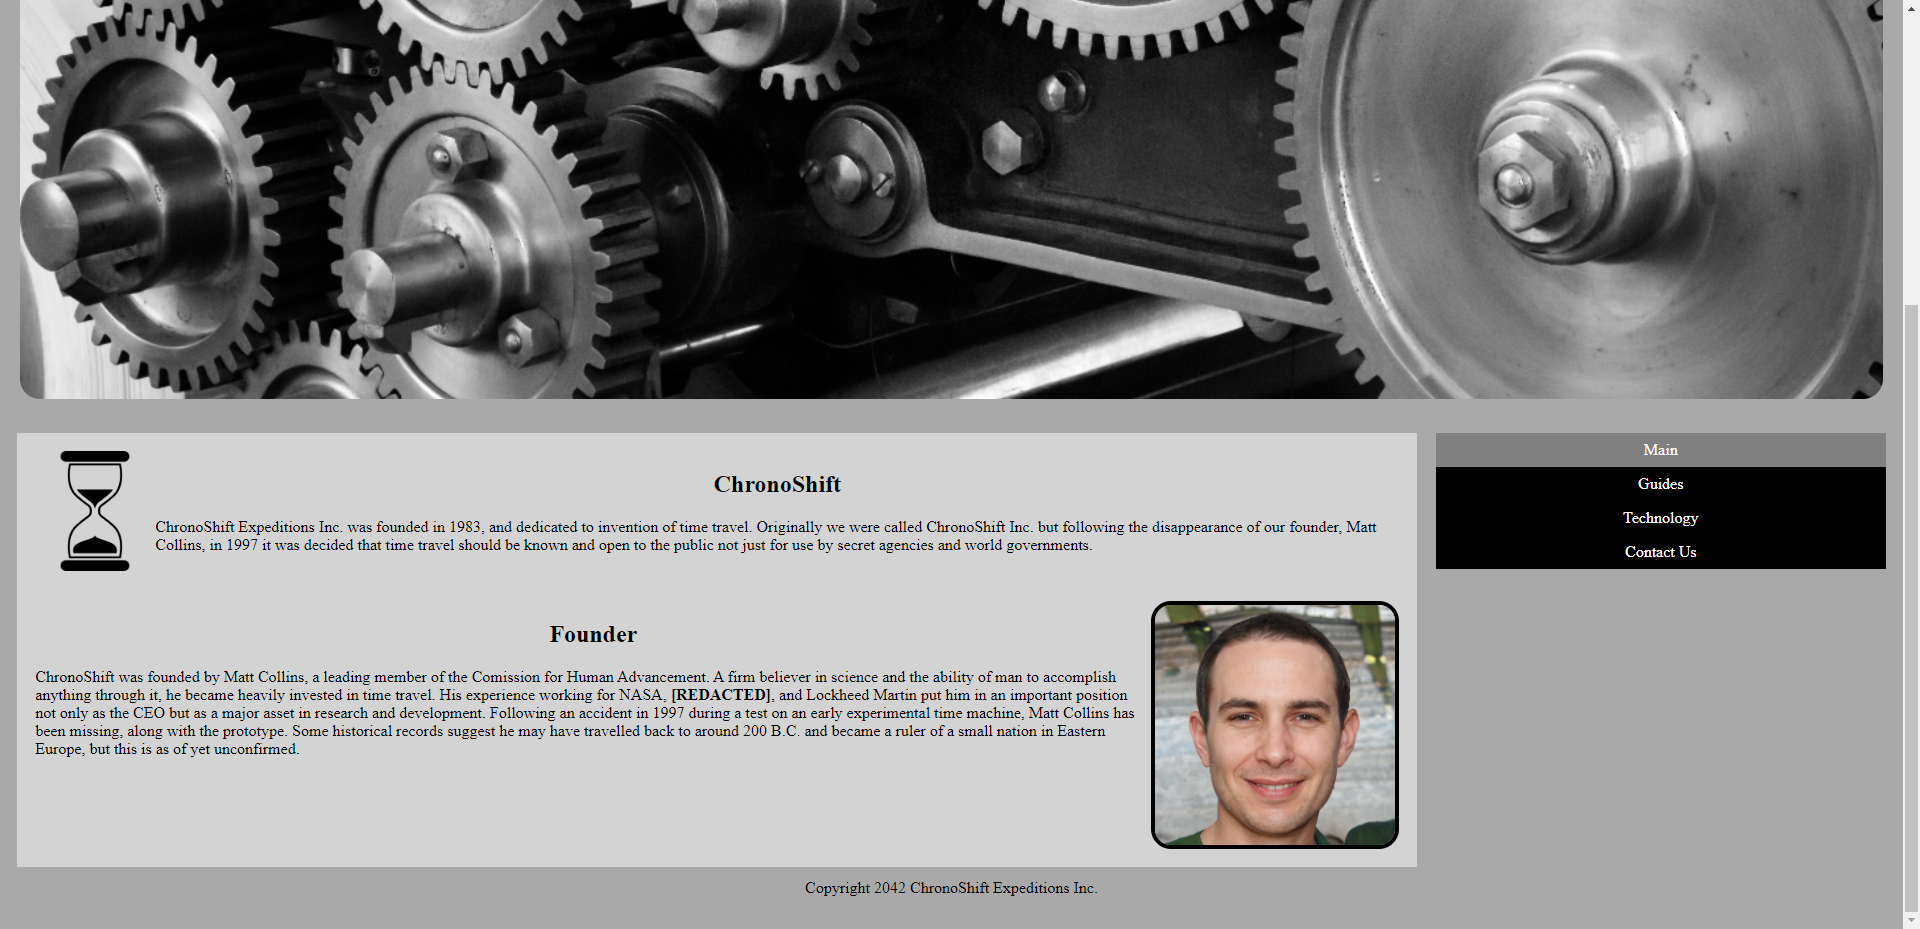 Main
Guides
Technology
Contact Us
ChronoShift
ChronoShift Expeditions Inc. was founded in 1983, and dedicated to invention of time travel. Originally we were called ChronoShift Inc. but following the disappearance of our founder, Matt
Collins, in 1997 it was decided that time travel should be known and open to the public not just for use by secret agencies and world governments.
Founder
ChronoShift was founded by Matt Collins, a leading member of the Comission for Human Advancement. A firm believer in science and the ability of man to accomplish
anything through it, he became heavily invested in time travel. His experience working for NASA, [REDACTED], and Lockheed Martin put him in an important position
not only as the CEO but as a major asset in research and development. Following an accident in 1997 during a test on an early experimental time machine, Matt Collins has
been missing, along with the prototype. Some historical records suggest he may have travelled back to around 200 B.C. and became a ruler of a small nation in Eastern
Europe, but this is as of yet unconfirmed.
Copyright 2042 ChronoShift Expeditions Inc.